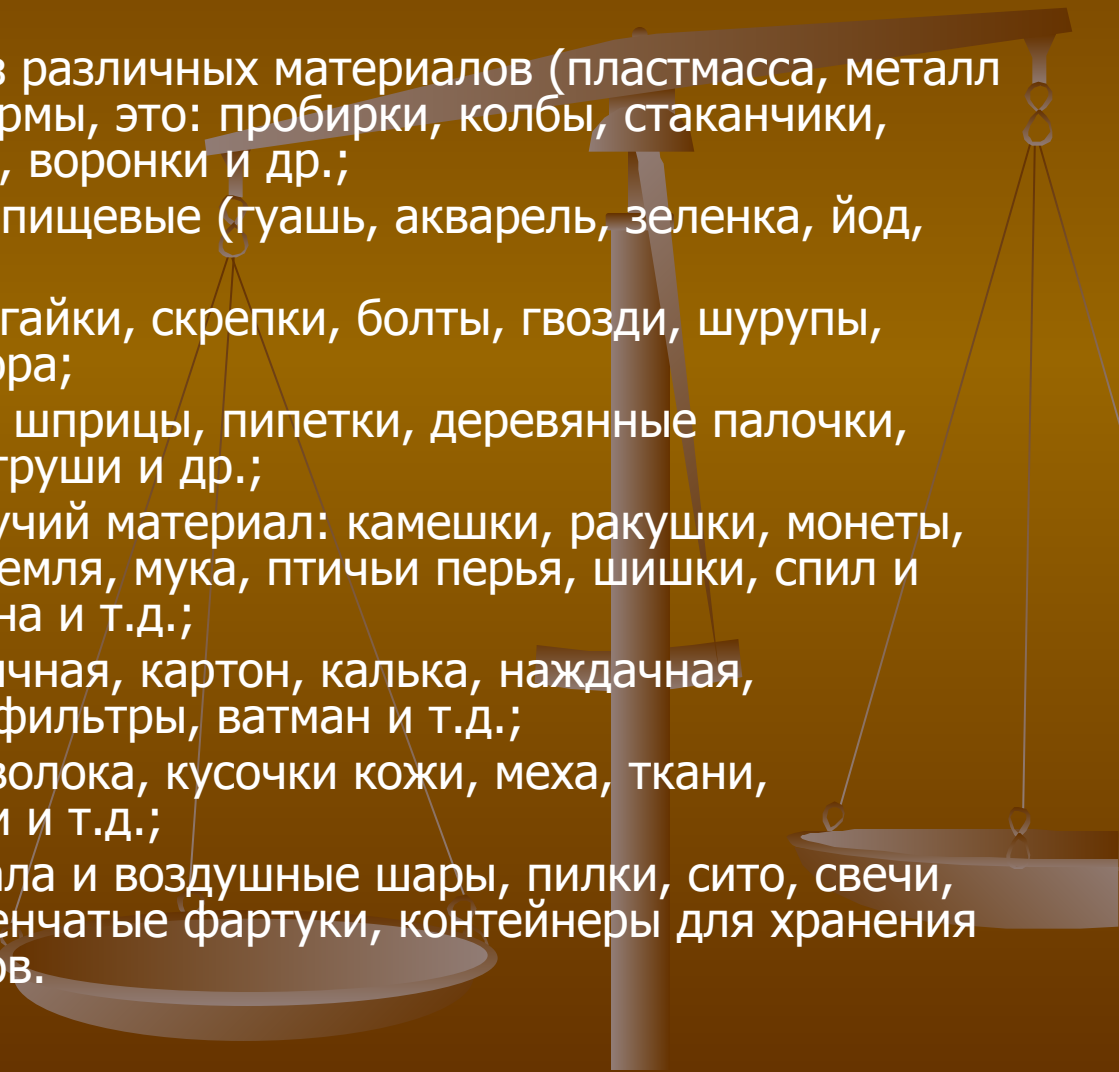 з различных материалов (пластмасса, металл
рмы, это: пробирки, колбы, стаканчики,
, воронки и др.;
пищевые (гуашь, акварель, зеленка, йод,
гайки, скрепки, болты, гвозди, шурупы,
ора;
шприцы, пипетки, деревянные палочки,
груши и др.;
учий материал: камешки, ракушки, монеты,
емля, мука, птичьи перья, шишки, спил и
на и т.д.;
ичная, картон, калька, наждачная,
фильтры, ватман и т.д.;
волока, кусочки кожи, меха, ткани,
и и т.д.;
ала и воздушные шары, пилки, сито, свечи,
енчатые фартуки, контейнеры для хранения
ов.